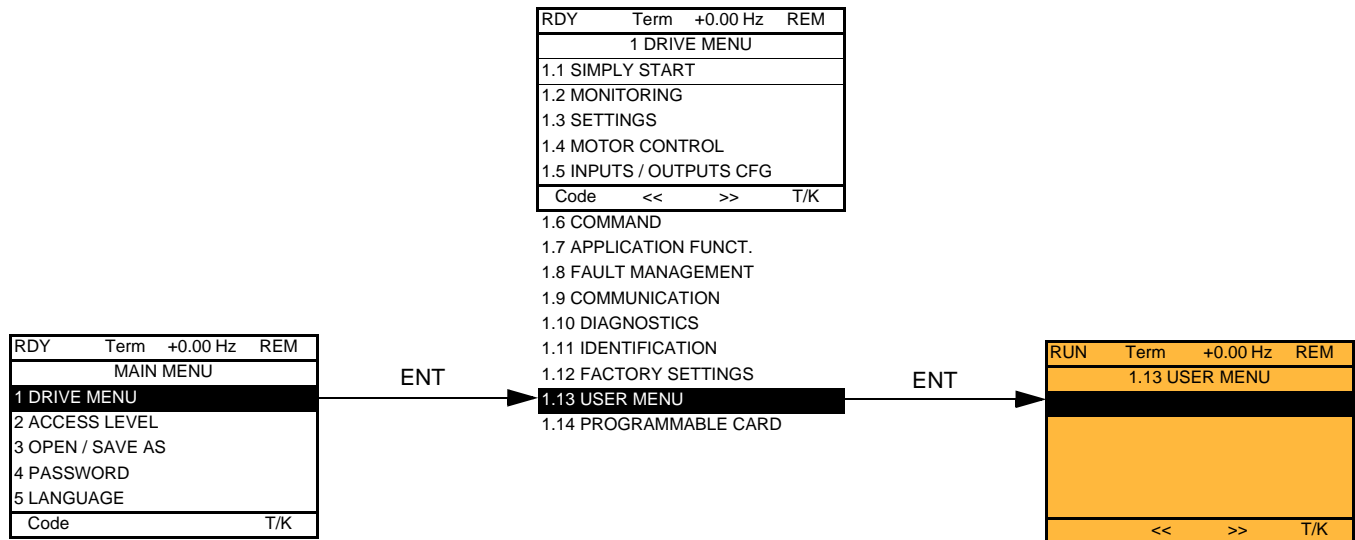 RDY Term +0.00 Hz REM
1 DRIVE MENU
1.1 SIMPLY START
1.2 MONITORING
1.3 SETTINGS
1.4 MOTOR CONTROL
1.5 INPUTS / OUTPUTS CFG
Code << >> T/K
1.6 COMMAND
1.7 APPLICATION FUNCT.
1.8 FAULT MANAGEMENT
1.9 COMMUNICATION
1.10 DIAGNOSTICS
1.11 IDENTIFICATION
1.12 FACTORY SETTINGS
1.13 USER MENU
1.14 PROGRAMMABLE CARD
RDY Term +0.00 Hz REM
MAIN MENU
1 DRIVE MENU
2 ACCESS LEVEL
3 OPEN / SAVE AS
4 PASSWORD
5 LANGUAGE
Code T/K
ENT
ENT
RUN Term +0.00 Hz REM
1.13 USER MENU
<< >> T/K